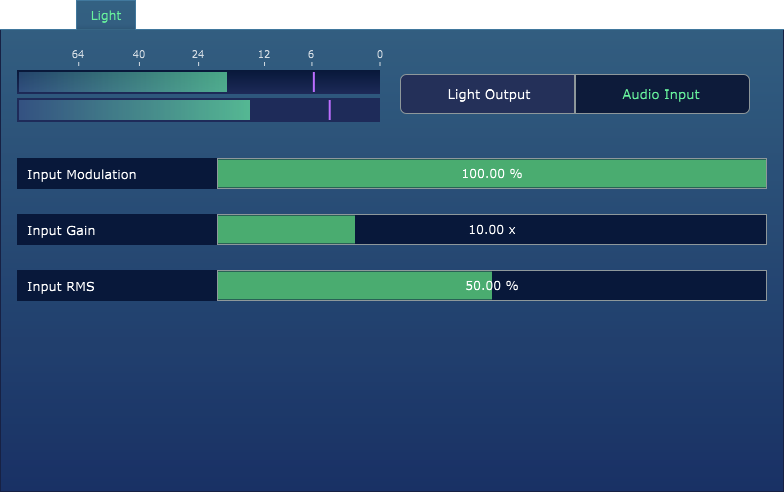 Light
64 40 24 12 6 0
Light Output Audio Input
Input Modulation 100.00 %
Input Gain 10.00 x
Input RMS 50.00 %